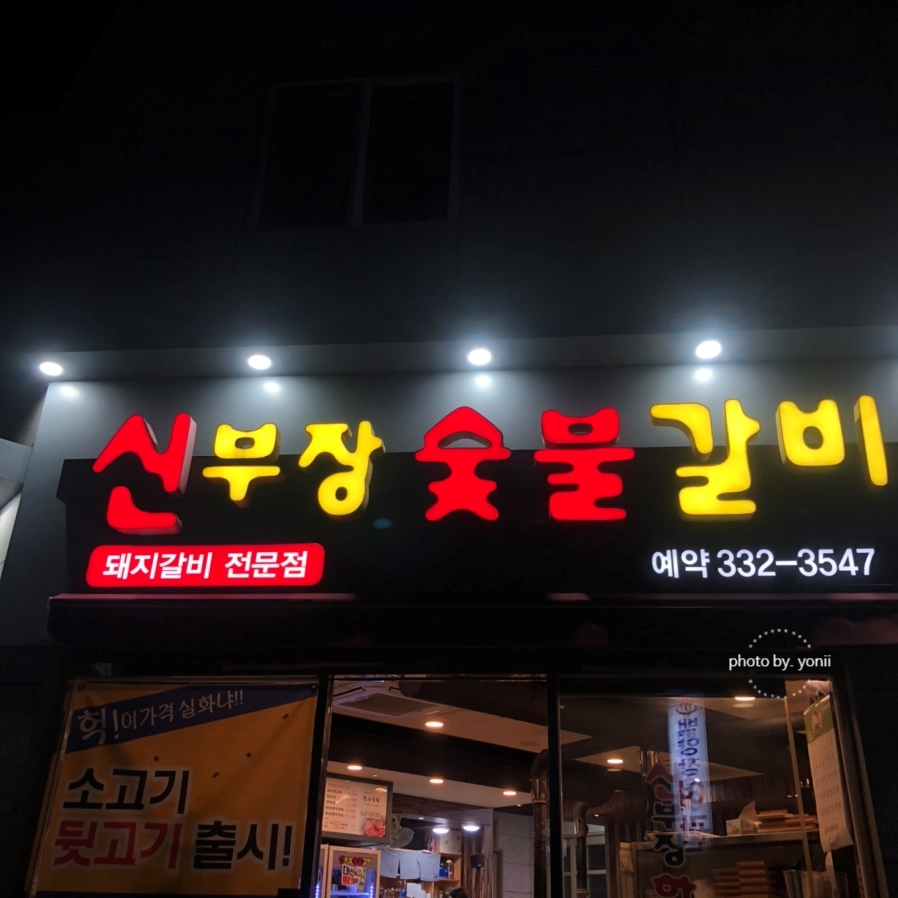 신부장 숯불갈비
돼지갈비 전문점
예약 332-3547
photo by. yonii
헉! 이가격 실화냐!!
소고기
뒷고기 출시!